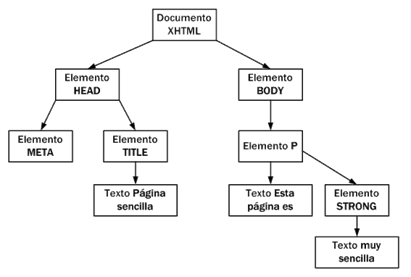 Documento
XHTML
Elemento
HEAD
Elemento
BODY
Elemento
META
Elemento
TITLE
Elemento P
Texto Página
sencilla
Texto Esta
página es
Elemento
STRONG
Texto muy
sencilla